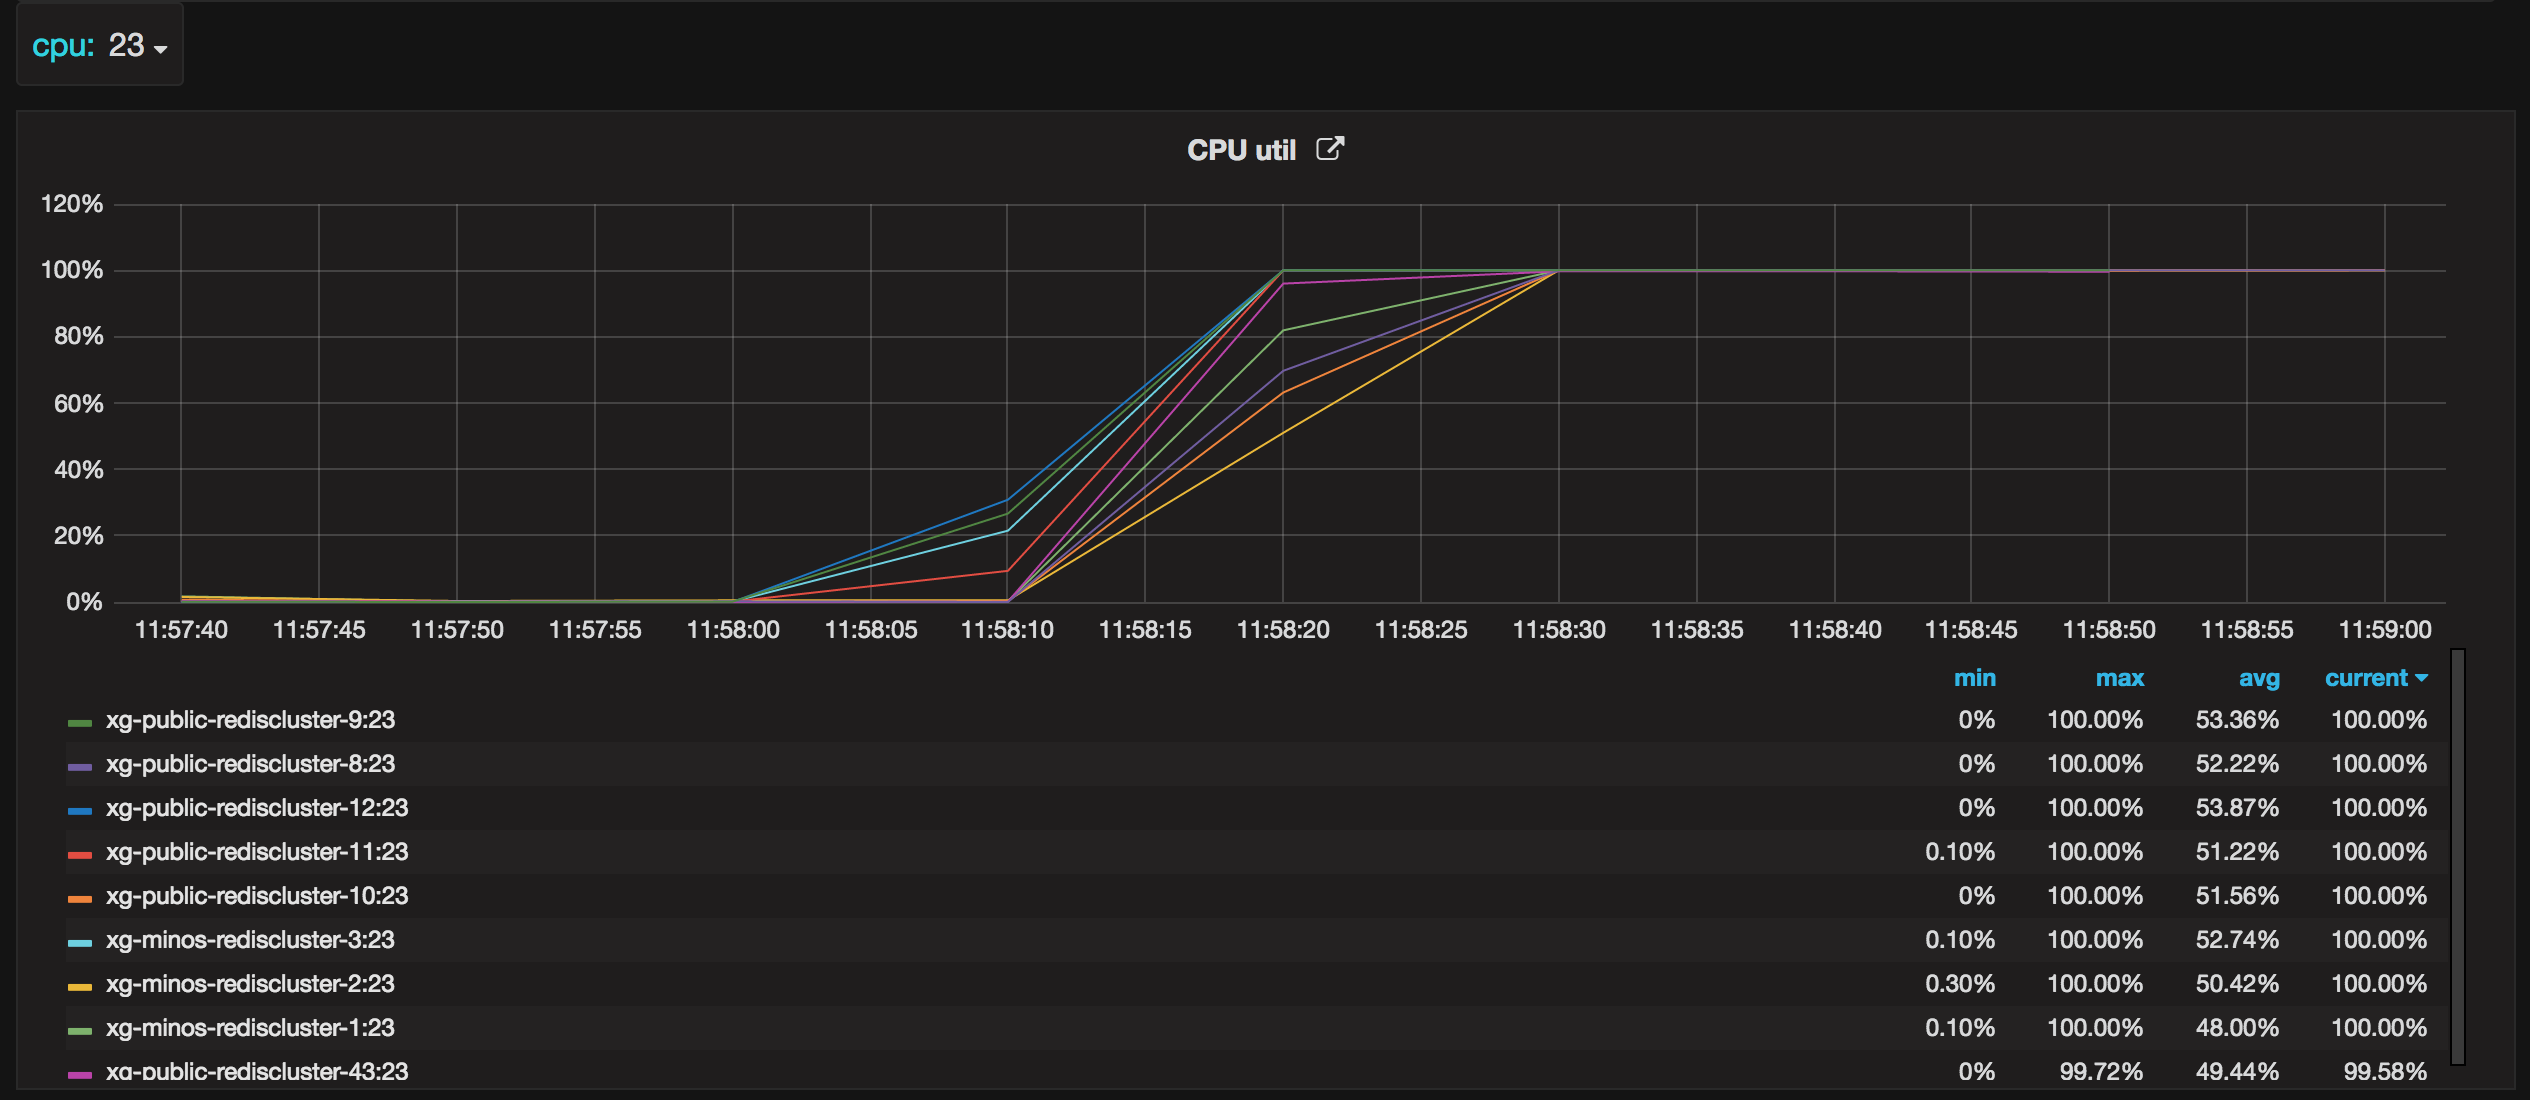 cpu: 23
CPU util
120%
100%
80%
60%
40%
20%
0%
11:57:40 11:57:45 11:57:50 11:57:55 11:58:00 11:58:05 11:58:10 11:58:15 11:58:20 11:58:25 11:58:30 11:58:35 11:58:40 11:58:45 11:58:50 11:58:55 11:59:00
min max avg current
xg-public-rediscluster-9:23 0% 100.00% 53.36% 100.00%
xg-public-rediscluster-8:23 0% 100.00% 52.22% 100.00%
xg-public-rediscluster-12:23 0% 100.00% 53.87% 100.00%
xg-public-rediscluster-11:23 0.10% 100.00% 51.22% 100.00%
xg-public-rediscluster-10:23 0% 100.00% 51.56% 100.00%
xg-minos-rediscluster-3:23 0.10% 100.00% 52.74% 100.00%
xg-minos-rediscluster-2:23 0.30% 100.00% 50.42% 100.00%
xg-minos-rediscluster-1:23 0.10% 100.00% 48.00% 100.00%
xg-public-rediscluster-43:23 0% 99.72% 49.44% 99.58%